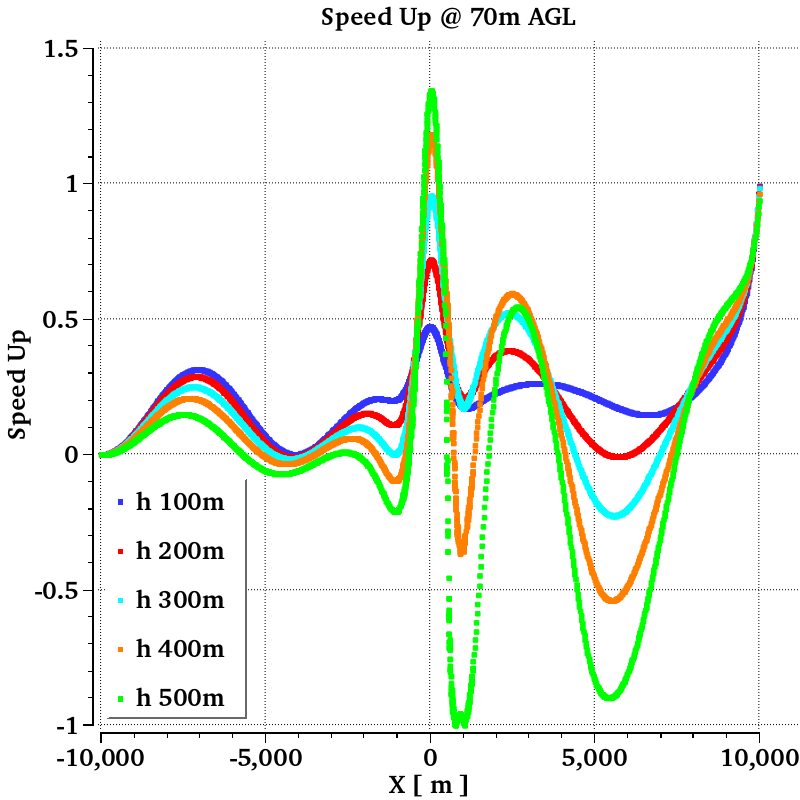 Speed Up @ 70m AGL
1.5
1
0.5
0
-0.5
-1
Speed Up
h 100m
h 200m
h 300m
h 400m
h 500m
-10,000 -5,000 0 5,000 10,000
X [ m ]